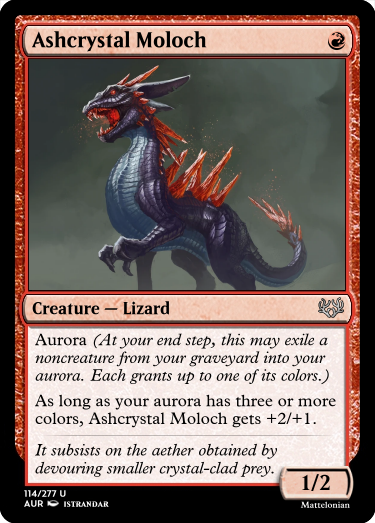 Ashcrystal Moloch
Creature — Lizard
Aurora (At your end step, this may exile a
noncreature from your graveyard into your
aurora. Each grants up to one of its colors.)
As long as your aurora has three or more
colors, Ashcrystal Moloch gets +2/+1.
It subsists on the aether obtained by
devouring smaller crystal-clad prey.
1/2
114/277 U
AUR ISTRANDAR
Mattelonian